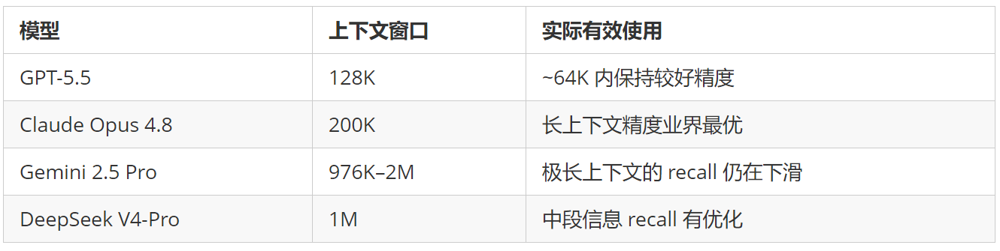 模型 上下文窗口 实际有效使用
GPT-5.5 128K ~64K 内保持较好精度
Claude Opus 4.8 200K 长上下文精度业界最优
Gemini 2.5 Pro 976K–2M 极长上下文的 recall 仍在下滑
DeepSeek V4-Pro 1M 中段信息 recall 有优化